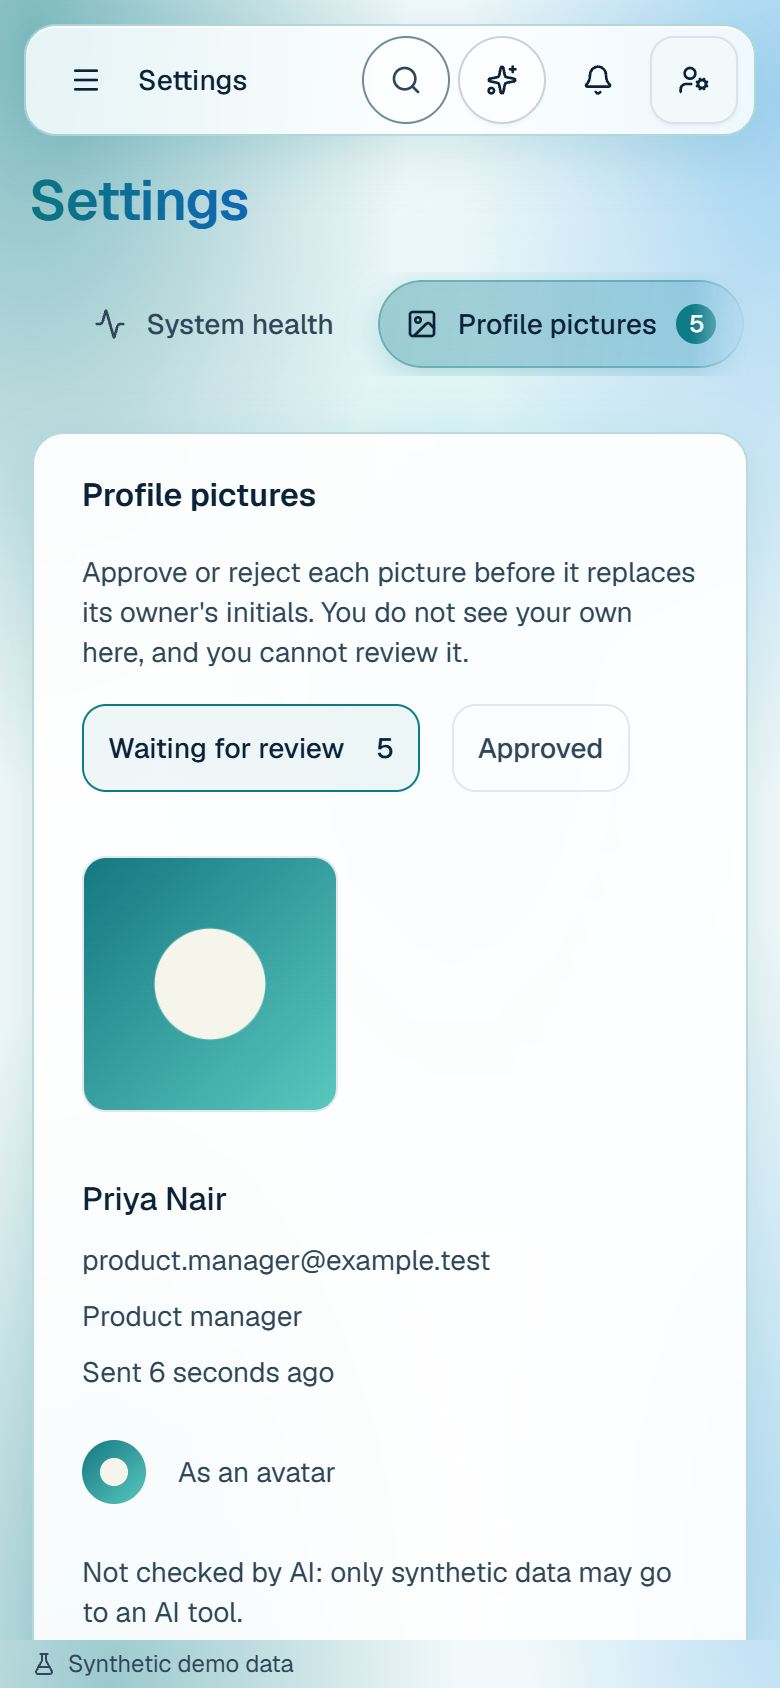 Settings
Settings
System health
Profile pictures 5
Profile pictures
Approve or reject each picture before it replaces
its owner's initials. You do not see your own
here, and you cannot review it.
Waiting for review 5
Approved
Priya Nair
product.manager@example.test
Product manager
Sent 6 seconds ago
As an avatar
Not checked by AI: only synthetic data may go
to an AI tool.
Synthetic demo data